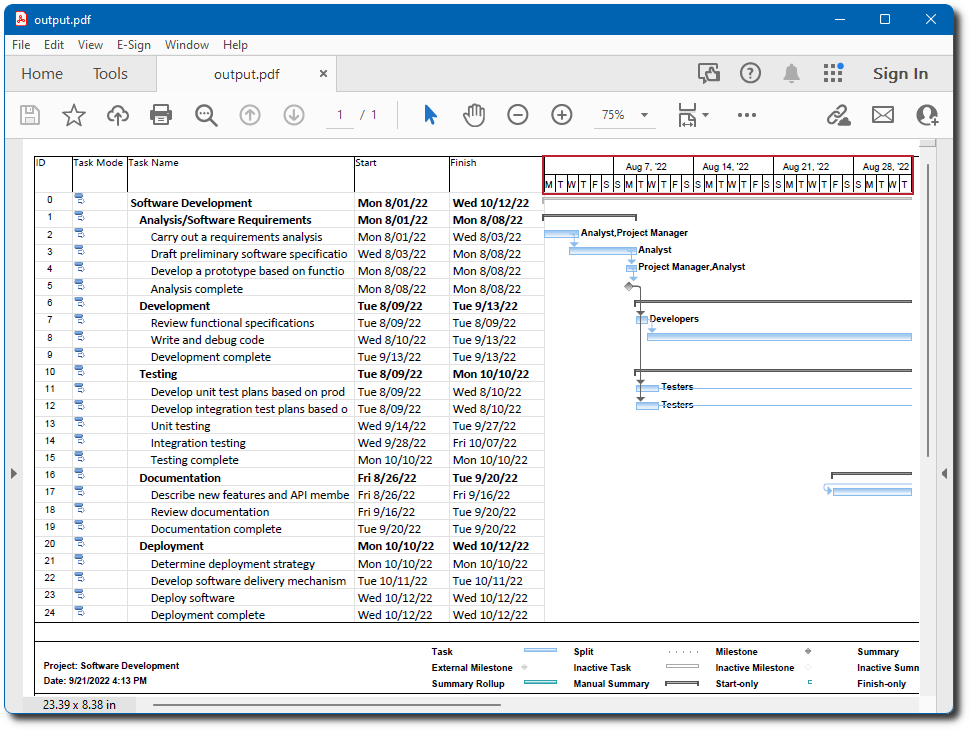 output.pdf
File Edit View E-Sign Window Help
Home Tools output.pdf × Sign In
1 / 1 75%
ID Task Mode Task Name Start Finish Aug 7, '22 Aug 14, '22 Aug 21, '22 Aug 28, '22
M T W T F S S M T W T F S S M T W T F S S M T W T F S S M T W T
0 Software Development Mon 8/01/22 Wed 10/12/22
1 Analysis/Software Requirements Mon 8/01/22 Mon 8/08/22
2 Carry out a requirements analysis Mon 8/01/22 Wed 8/03/22 Analyst,Project Manager
3 Draft preliminary software specificatio Wed 8/03/22 Mon 8/08/22 Analyst
4 Develop a prototype based on functio Mon 8/08/22 Mon 8/08/22 Project Manager,Analyst
5 Analysis complete Mon 8/08/22 Mon 8/08/22
6 Development Tue 8/09/22 Tue 9/13/22
7 Review functional specifications Tue 8/09/22 Tue 8/09/22 Developers
8 Write and debug code Wed 8/10/22 Tue 9/13/22
9 Development complete Tue 9/13/22 Tue 9/13/22
10 Testing Tue 8/09/22 Mon 10/10/22
11 Develop unit test plans based on prod Tue 8/09/22 Wed 8/10/22 Testers
12 Develop integration test plans based o Tue 8/09/22 Wed 8/10/22 Testers
13 Unit testing Wed 9/14/22 Tue 9/27/22
14 Integration testing Wed 9/28/22 Fri 10/07/22
15 Testing complete Mon 10/10/22 Mon 10/10/22
16 Documentation Fri 8/26/22 Tue 9/20/22
17 Describe new features and API membe Fri 8/26/22 Fri 9/16/22
18 Review documentation Fri 9/16/22 Tue 9/20/22
19 Documentation complete Tue 9/20/22 Tue 9/20/22
20 Deployment Mon 10/10/22 Wed 10/12/22
21 Determine deployment strategy Mon 10/10/22 Mon 10/10/22
22 Develop software delivery mechanism Tue 10/11/22 Tue 10/11/22
23 Deploy software Wed 10/12/22 Wed 10/12/22
24 Deployment complete Wed 10/12/22 Wed 10/12/22
Task Split Milestone Summary
Project: Software Development External Milestone Inactive Task Inactive Milestone Inactive Summ
Date: 9/21/2022 4:13 PM Summary Rollup Manual Summary Start-only Finish-only
23.39 x 8.38 in